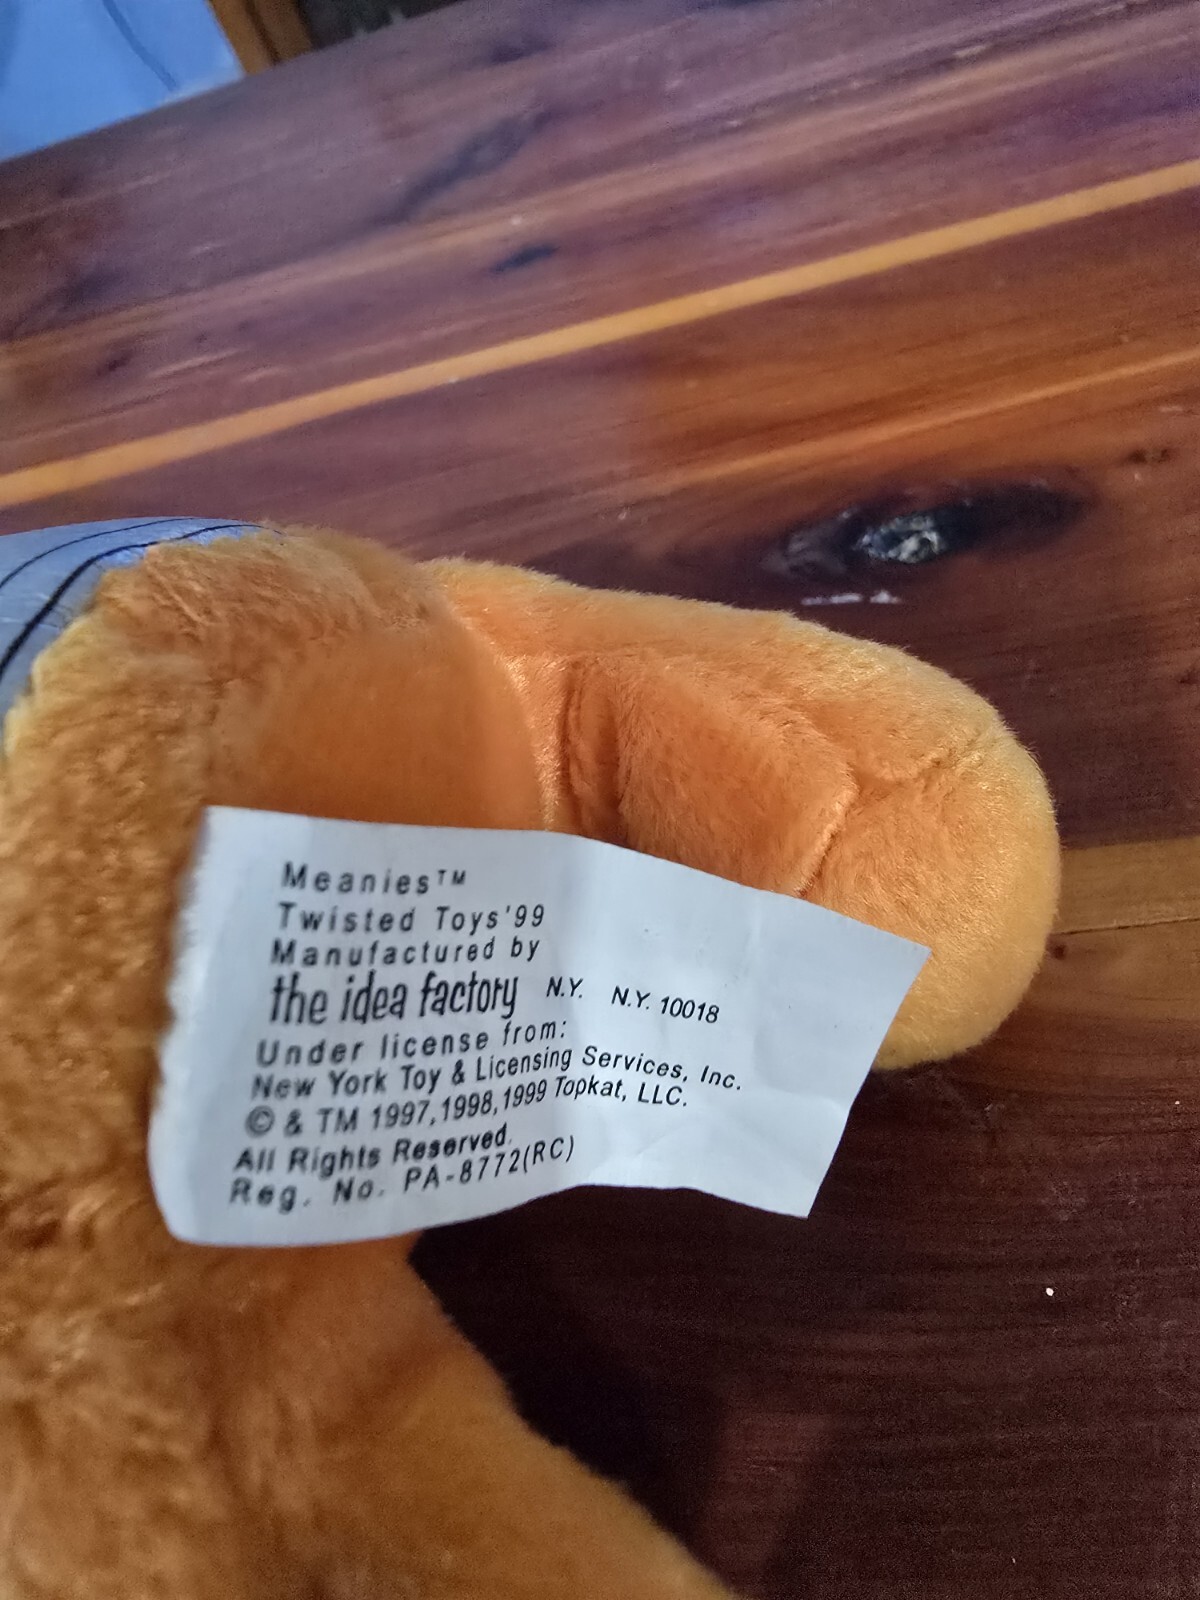 Meanies™
Twisted Toys'99
Manufactured by
the idea factory N.Y. N.Y. 10018
Under license from:
New York Toy & Licensing Services, Inc.
© & TM 1997,1998,1999 Topkat, LLC.
All Rights Reserved.
Reg. No. PA-8772(RC)